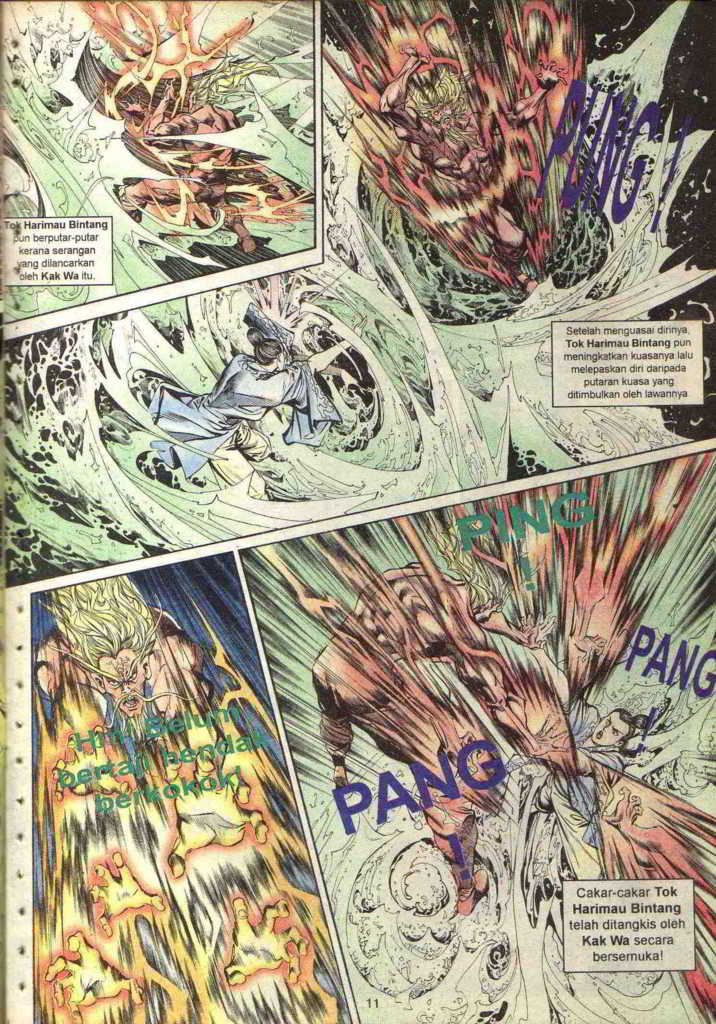 Tok Harimau Bintang
pun berputar-putar
kerana serangan
yang dilancarkan
oleh Kak Wa itu.
PUNG!
Setelah menguasai dirinya,
Tok Harimau Bintang pun
meningkatkan kuasanya lalu
melepaskan diri daripada
putaran kuasa yang
ditimbulkan oleh lawannya
PING!
PANG!
Hm! Belum
bertaji hendak
berkokok!
PANG!
Cakar-cakar Tok
Harimau Bintang
telah ditangkis oleh
Kak Wa secara
bersemuka!
11